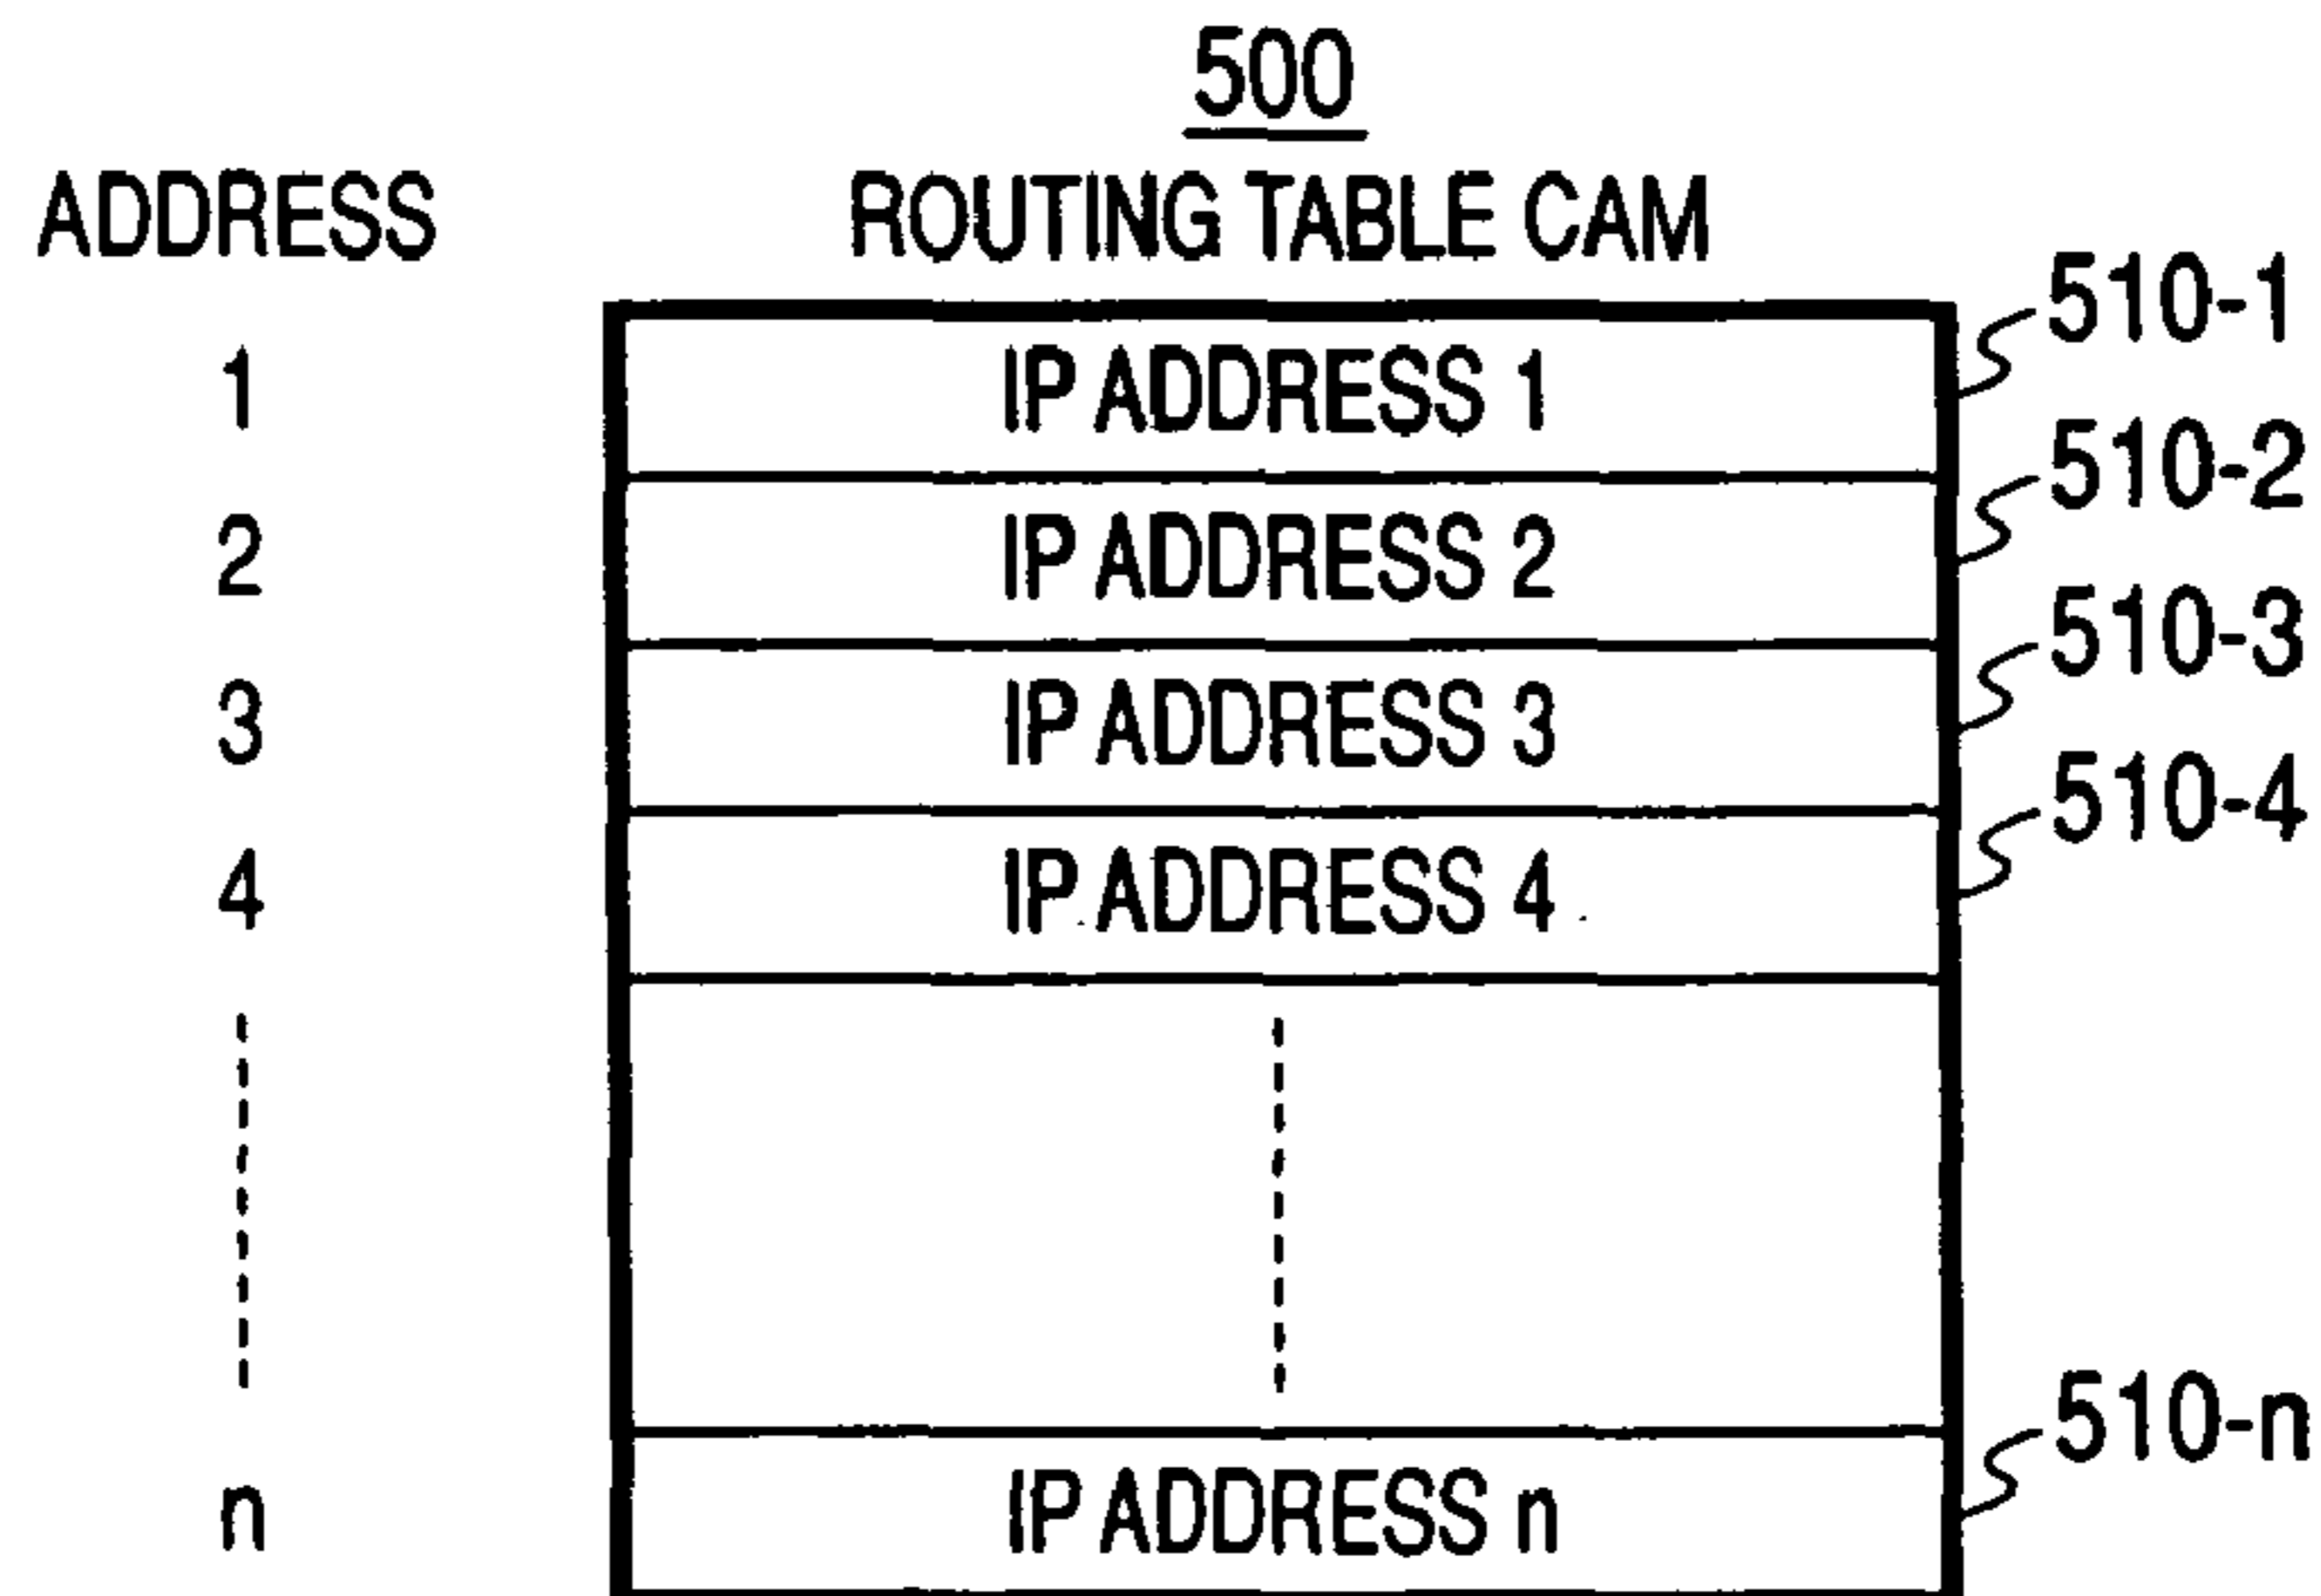 500
ADDRESS ROUTING TABLE CAM
510-1
1 IP ADDRESS 1
510-2
2 IP ADDRESS 2
510-3
3 IP ADDRESS 3
510-4
4 IP ADDRESS 4
510-n
n IP ADDRESS n